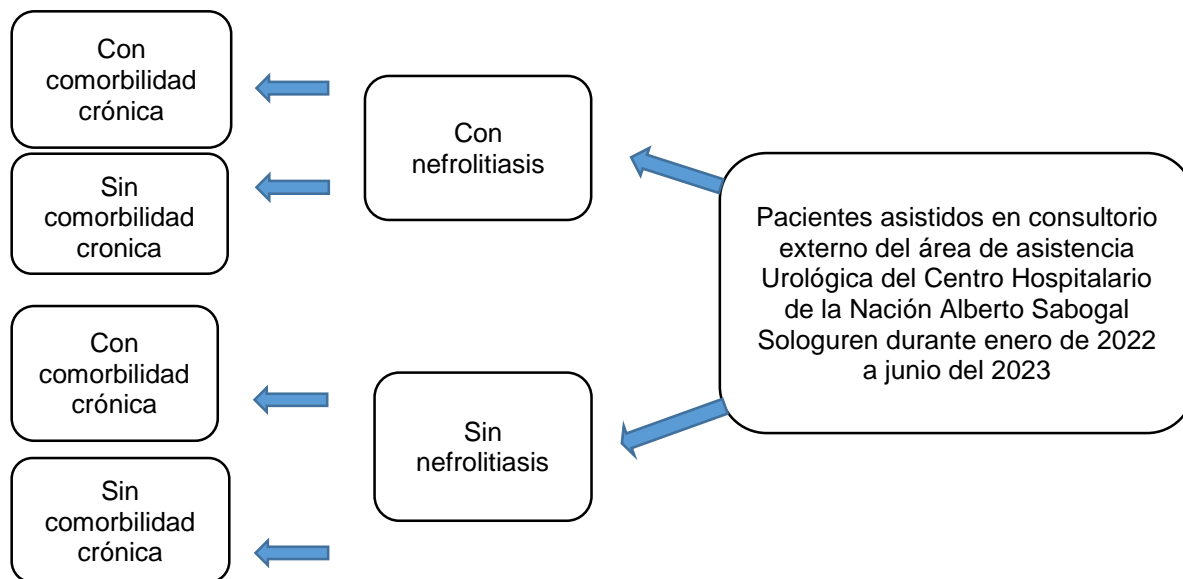 Con
comorbilidad
crónica
Sin
comorbilidad
cronica
Con
comorbilidad
crónica
Sin
comorbilidad
crónica
Con
nefrolitiasis
Sin
nefrolitiasis
Pacientes asistidos en consultorio
externo del área de asistencia
Urológica del Centro Hospitalario
de la Nación Alberto Sabogal
Sologuren durante enero de 2022
a junio del 2023